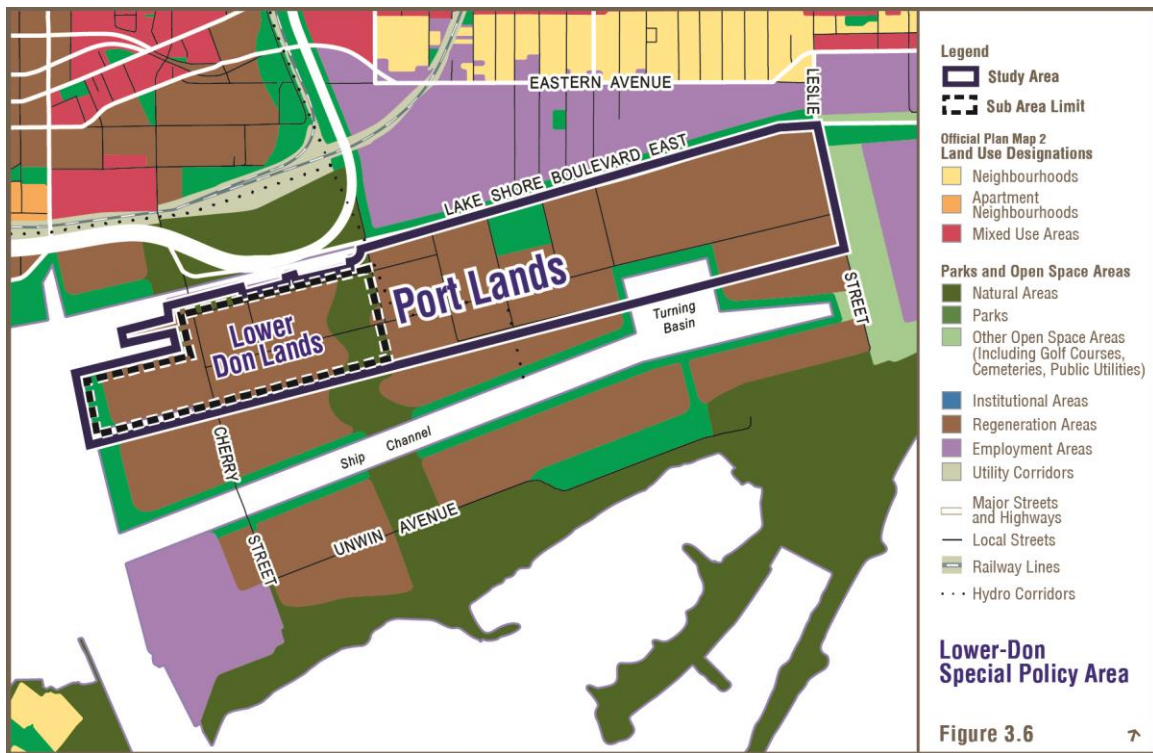 EASTERN AVENUE
LESLIE
LAKE SHORE BOULEVARD EAST
Port Lands
Lower
Don Lands
Turning
Basin
STREET
CHERRY
Ship Channel
UNWIN AVENUE
STREET
Legend
Study Area
Sub Area Limit
Official Plan Map 2
Land Use Designations
Neighbourhoods
Apartment
Neighbourhoods
Mixed Use Areas
Parks and Open Space Areas
Natural Areas
Parks
Other Open Space Areas
(Including Golf Courses,
Cemeteries, Public Utilities)
Institutional Areas
Regeneration Areas
Employment Areas
Utility Corridors
Major Streets
and Highways
Local Streets
Railway Lines
Hydro Corridors
Lower-Don
Special Policy Area
Figure 3.6